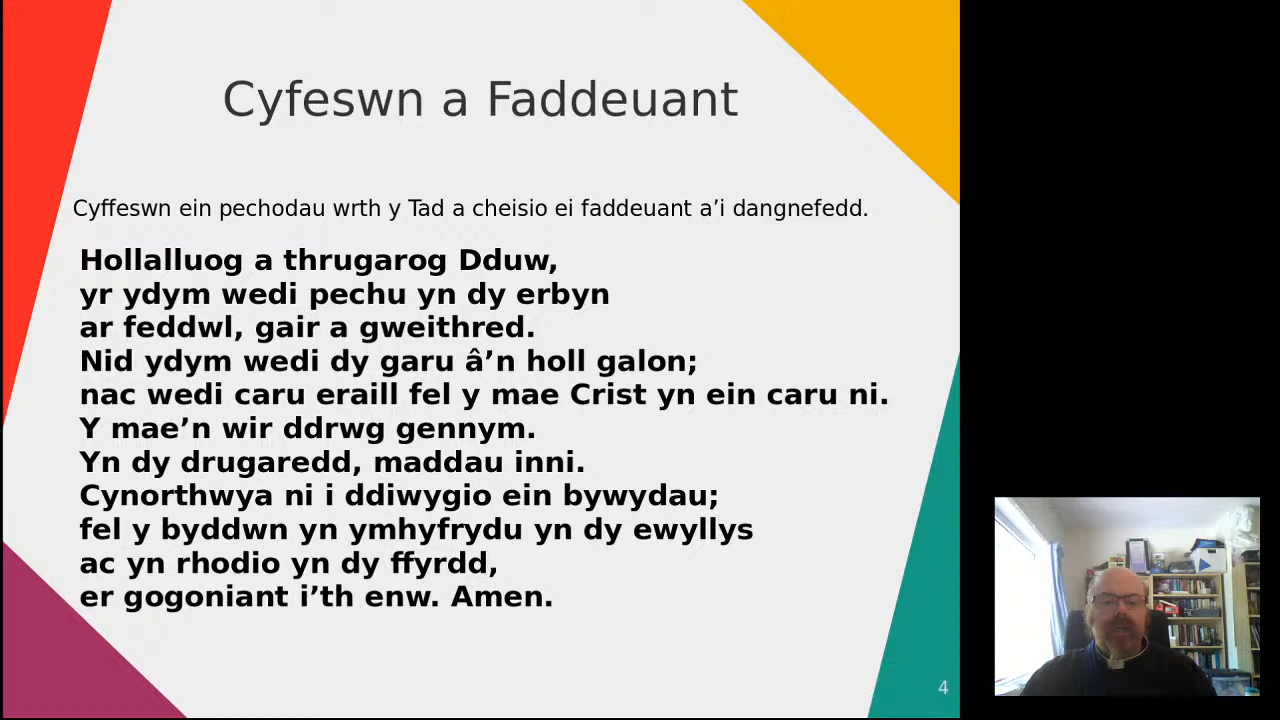 Cyfeswn a Faddeuant
Cyffeswn ein pechodau wrth y Tad a cheisio ei faddeuant a’i dangnefedd.
Hollalluog a thrugarog Dduw,
yr ydym wedi pechu yn dy erbyn
ar feddwl, gair a gweithred.
Nid ydym wedi dy garu â’n holl galon;
nac wedi caru eraill fel y mae Crist yn ein caru ni.
Y mae’n wir ddrwg gennym.
Yn dy drugaredd, maddau inni.
Cynorthwya ni i ddiwygio ein bywydau;
fel y byddwn yn ymhyfrydu yn dy ewyllys
ac yn rhodio yn dy ffyrdd,
er gogoniant i’th enw. Amen.
4